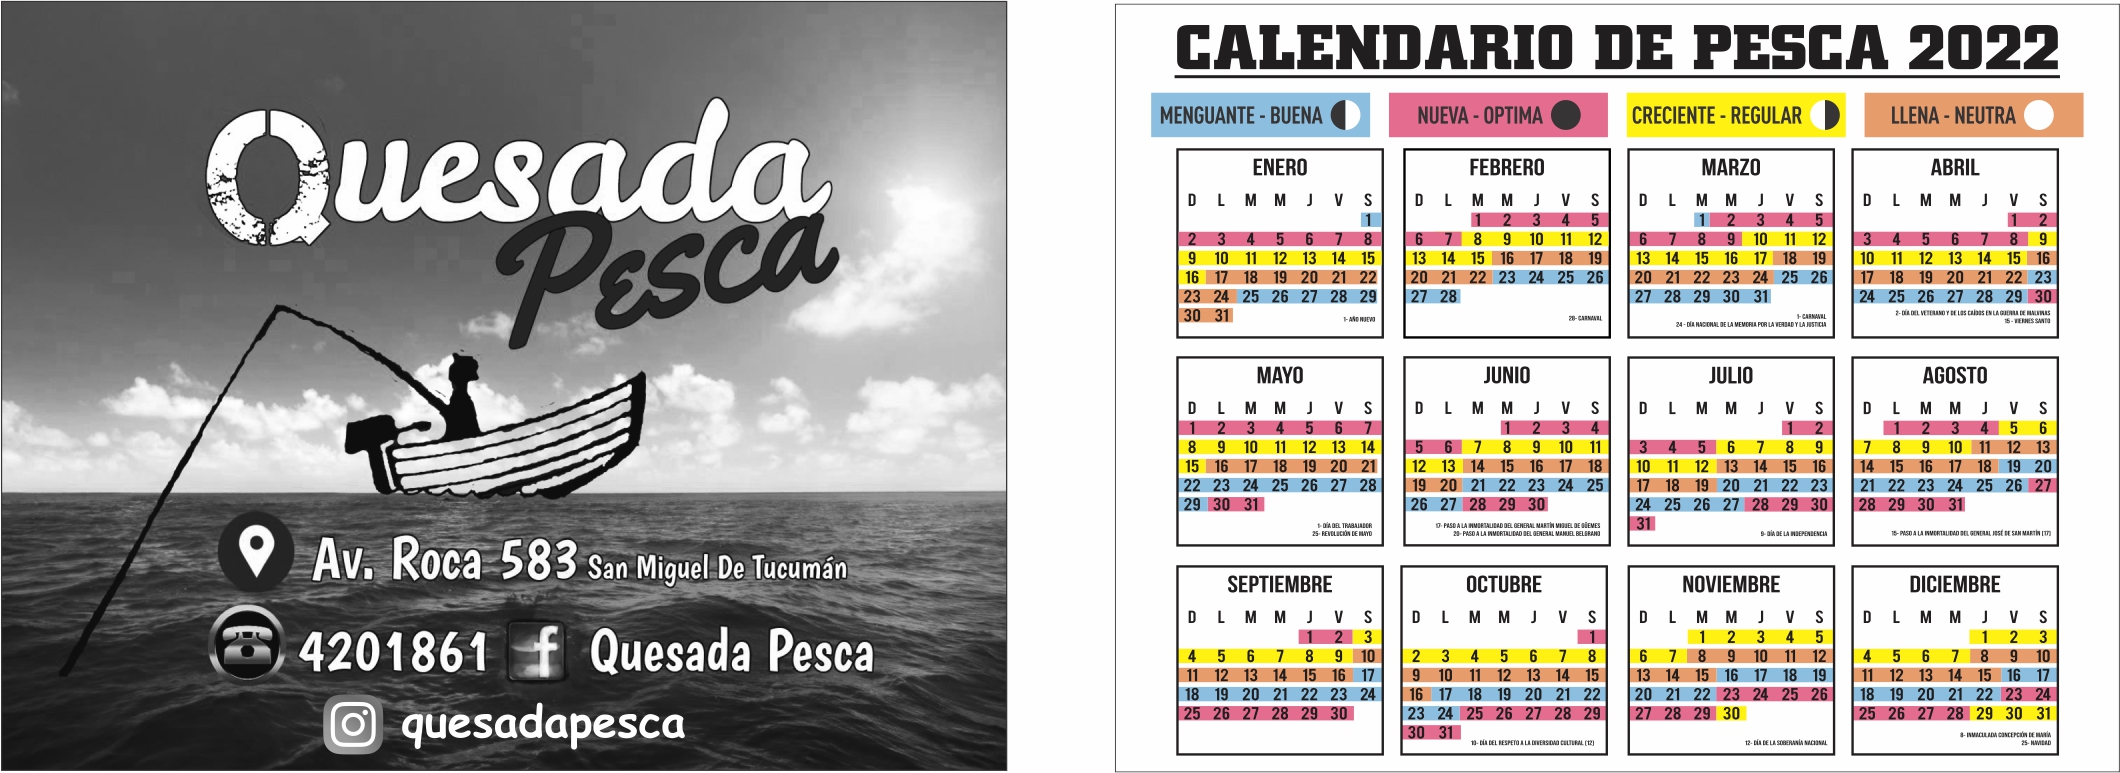 Quesada
Pesca
Av. Roca 583 San Miguel De Tucumán
4201861 f Quesada Pesca
quesadapesca
CALENDARIO DE PESCA 2022
MENGUANTE - BUENA NUEVA - OPTIMA CRECIENTE - REGULAR LLENA - NEUTRA
ENERO
D L M M J V S
1
2 3 4 5 6 7 8
9 10 11 12 13 14 15
16 17 18 19 20 21 22
23 24 25 26 27 28 29
30 31
1- AÑO NUEVO
FEBRERO
D L M M J V S
1 2 3 4 5
6 7 8 9 10 11 12
13 14 15 16 17 18 19
20 21 22 23 24 25 26
27 28
28- CARNAVAL
MARZO
D L M M J V S
1 2 3 4 5
6 7 8 9 10 11 12
13 14 15 16 17 18 19
20 21 22 23 24 25 26
27 28 29 30 31
1- CARNAVAL
24 - DÍA NACIONAL DE LA MEMORIA POR LA VERDAD Y LA JUSTICIA
ABRIL
D L M M J V S
1 2
3 4 5 6 7 8 9
10 11 12 13 14 15 16
17 18 19 20 21 22 23
24 25 26 27 28 29 30
2- DÍA DEL VETERANO Y DE LOS CAÍDOS EN LA GUERRA DE MALVINAS
15 - VIERNES SANTO
MAYO
D L M M J V S
1 2 3 4 5 6 7
8 9 10 11 12 13 14
15 16 17 18 19 20 21
22 23 24 25 26 27 28
29 30 31
1- DÍA DEL TRABAJADOR
25- REVOLUCIÓN DE MAYO
JUNIO
D L M M J V S
1 2 3 4
5 6 7 8 9 10 11
12 13 14 15 16 17 18
19 20 21 22 23 24 25
26 27 28 29 30
17- PASO A LA INMORTALIDAD DEL GENERAL MARTÍN MIGUEL DE GÜEMES
20- PASO A LA INMORTALIDAD DEL GENERAL MANUEL BELGRANO
JULIO
D L M M J V S
1 2
3 4 5 6 7 8 9
10 11 12 13 14 15 16
17 18 19 20 21 22 23
24 25 26 27 28 29 30
31
9- DÍA DE LA INDEPENDENCIA
AGOSTO
D L M M J V S
1 2 3 4 5 6
7 8 9 10 11 12 13
14 15 16 17 18 19 20
21 22 23 24 25 26 27
28 29 30 31
15- PASO A LA INMORTALIDAD DEL GENERAL JOSÉ DE SAN MARTÍN (17)
SEPTIEMBRE
D L M M J V S
1 2 3
4 5 6 7 8 9 10
11 12 13 14 15 16 17
18 19 20 21 22 23 24
25 26 27 28 29 30
OCTUBRE
D L M M J V S
1
2 3 4 5 6 7 8
9 10 11 12 13 14 15
16 17 18 19 20 21 22
23 24 25 26 27 28 29
30 31
10- DÍA DEL RESPETO A LA DIVERSIDAD CULTURAL (12)
NOVIEMBRE
D L M M J V S
1 2 3 4 5
6 7 8 9 10 11 12
13 14 15 16 17 18 19
20 21 22 23 24 25 26
27 28 29 30
12- DÍA DE LA SOBERANÍA NACIONAL
DICIEMBRE
D L M M J V S
1 2 3
4 5 6 7 8 9 10
11 12 13 14 15 16 17
18 19 20 21 22 23 24
25 26 27 28 29 30 31
8- INMACULADA CONCEPCIÓN DE MARÍA
25- NAVIDAD